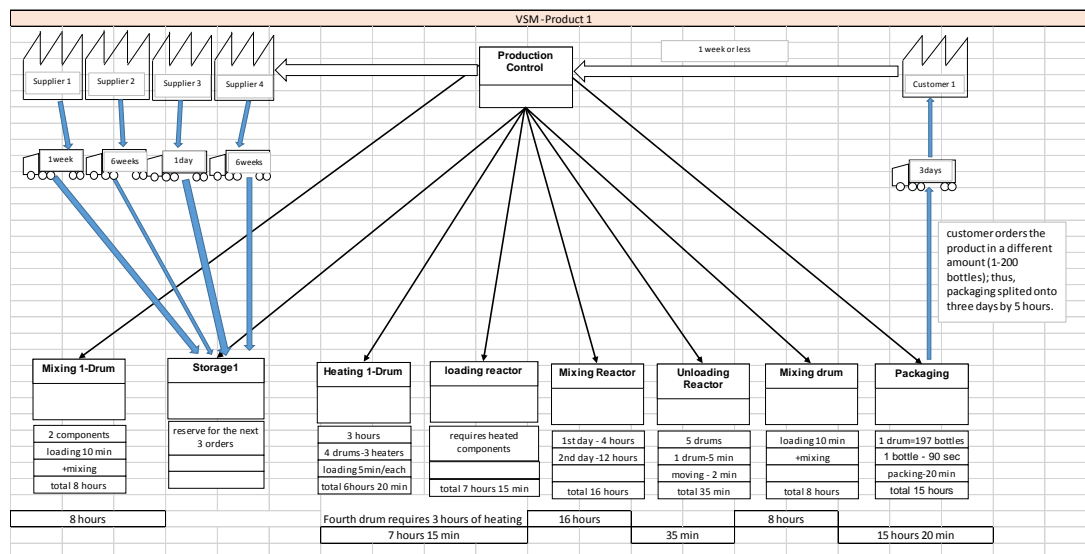 VSM -Product 1
Supplier 1
Supplier 2
Supplier 3
Supplier 4
Production
Control
1 week or less
Customer 1
1week
6weeks
1day
6weeks
3days
customer orders the
product in a different
amount (1-200
bottles); thus,
packaging splited onto
three days by 5 hours.
Mixing 1-Drum
2 components
loading 10 min
+mixing
total 8 hours
Storage1
reserve for the next
3 orders
Heating 1-Drum
3 hours
4 drums-3 heaters
loading 5min/each
total 6hours 20 min
loading reactor
requires heated
components
total 7 hours 15 min
Mixing Reactor
1st day - 4 hours
2nd day -12 hours
total 16 hours
Unloading
Reactor
5 drums
1 drum-5 min
moving - 2 min
total 35 min
Mixing drum
loading 10 min
+mixing
total 8 hours
Packaging
1 drum=197 bottles
1 bottle - 90 sec
packing-20 min
total 15 hours
8 hours
Fourth drum requires 3 hours of heating
16 hours
8 hours
7 hours 15 min
35 min
15 hours 20 min